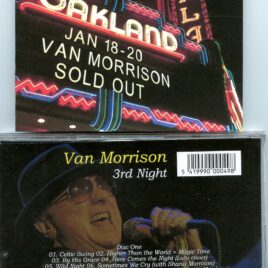 OAKLAND
JAN 18-20
VAN MORRISON
SOLD OUT
Van Morrison
3rd Night
5 419990 000498
Disc One
01. Celtic Swing 02. Higher Than the World > Magic Time
03. By His Grace 04. Here Comes the Night (Lulu cover)
05. Wild Night 06. Sometimes We Cry (with Shana Morrison)